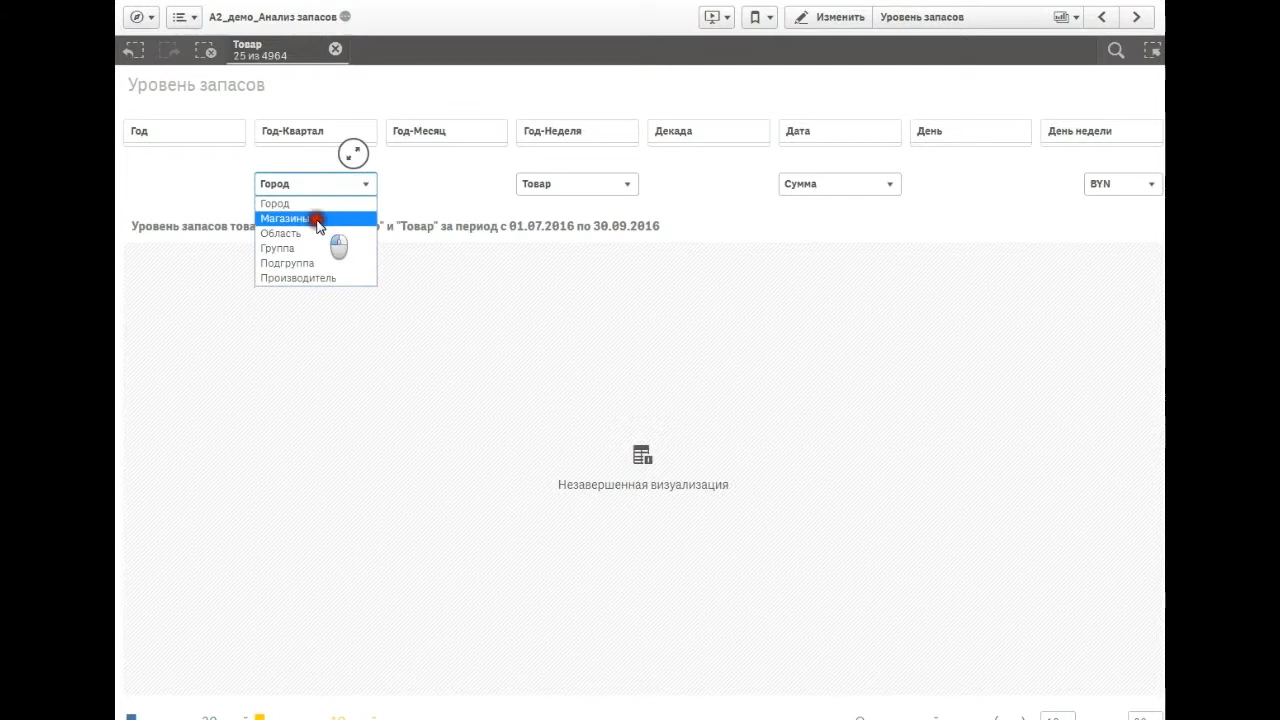 А2_демо_Анализ запасов
Изменить
Уровень запасов
Товар
25 из 4964
Уровень запасов
Год
Год-Квартал
Год-Месяц
Год-Неделя
Декада
Дата
День
День недели
Город
Товар
Сумма
BYN
Город
Магазины
Область
Группа
Подгруппа
Производитель
Уровень запасов и "Товар" за период с 01.07.2016 по 30.09.2016
Незавершенная визуализация